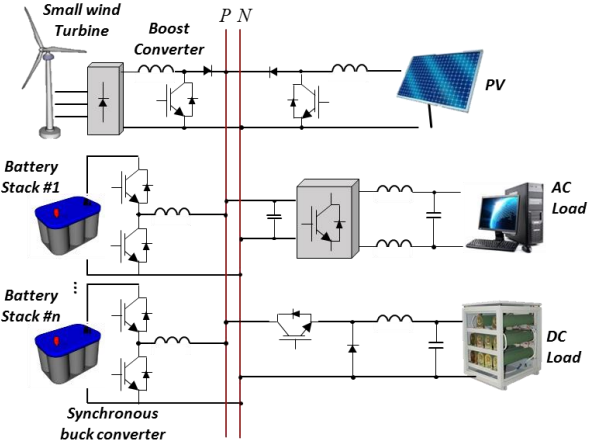 Small wind
Turbine
Boost
Converter
P N
PV
Battery
Stack #1
AC
Load
⋮
Battery
Stack #n
DC
Load
Synchronous
buck converter